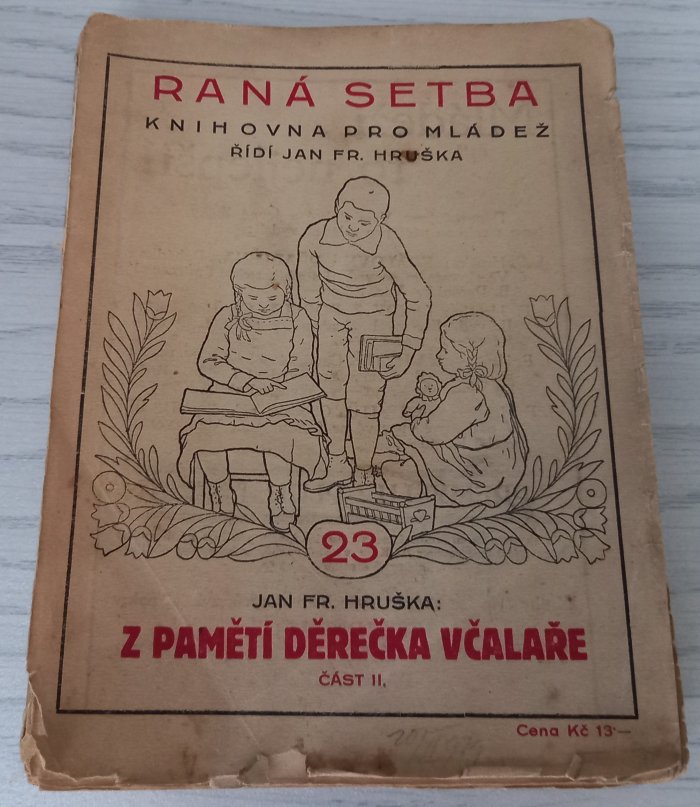 RANÁ SETBA
KNIHOVNA PRO MLÁDEŽ
ŘÍDÍ JAN FR. HRUŠKA
23
JAN FR. HRUŠKA:
Z PAMĚTÍ DĚREČKA VČALAŘE
ČÁST II.
Cena Kč 13·—